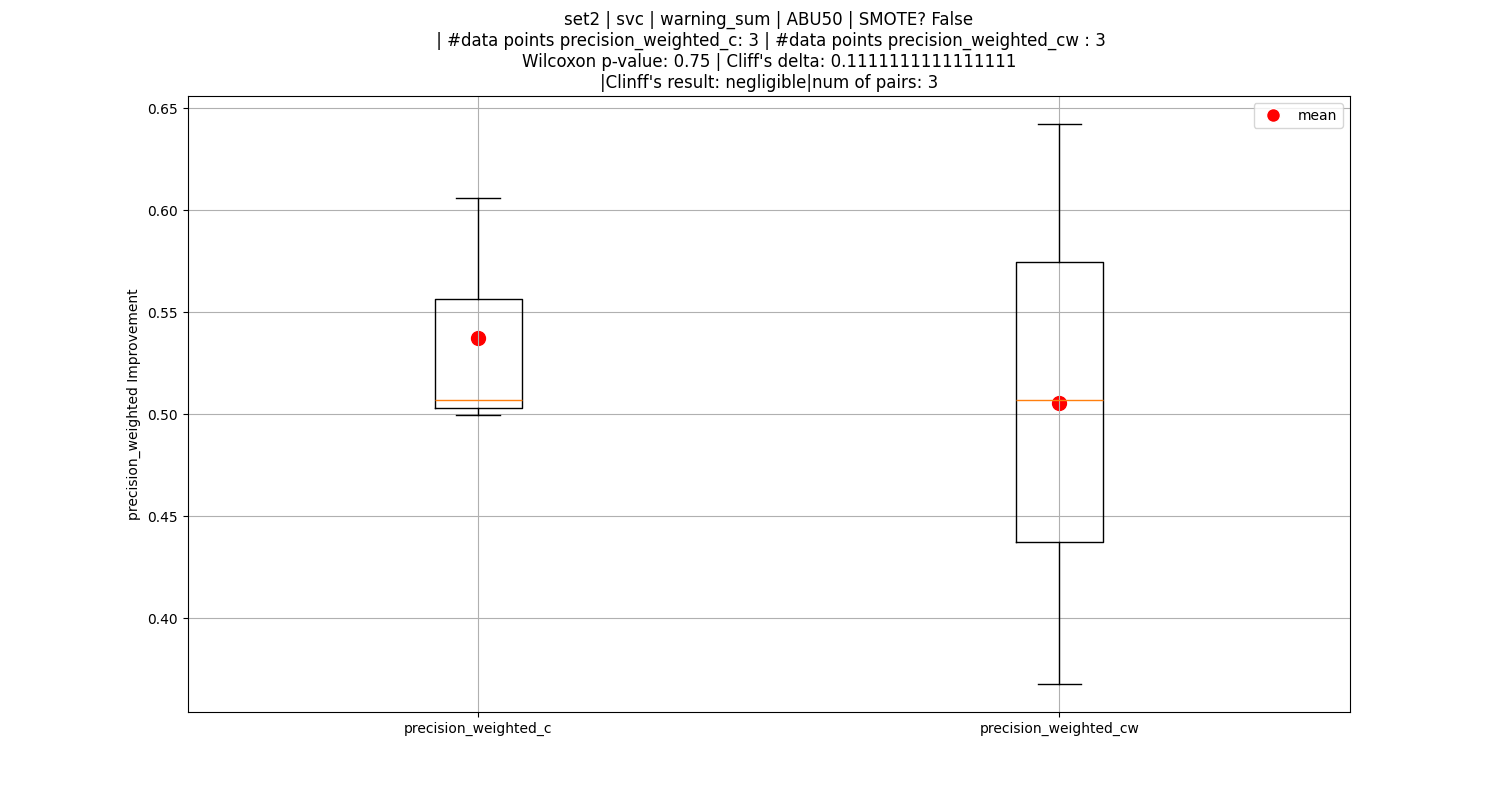 set2 | svc | warning_sum | ABU50 | SMOTE? False
| #data points precision_weighted_c: 3 | #data points precision_weighted_cw : 3
Wilcoxon p-value: 0.75 | Cliff's delta: 0.1111111111111111
|Clinff's result: negligible|num of pairs: 3
mean
precision_weighted Improvement
0.65
0.60
0.55
0.50
0.45
0.40
precision_weighted_c
precision_weighted_cw